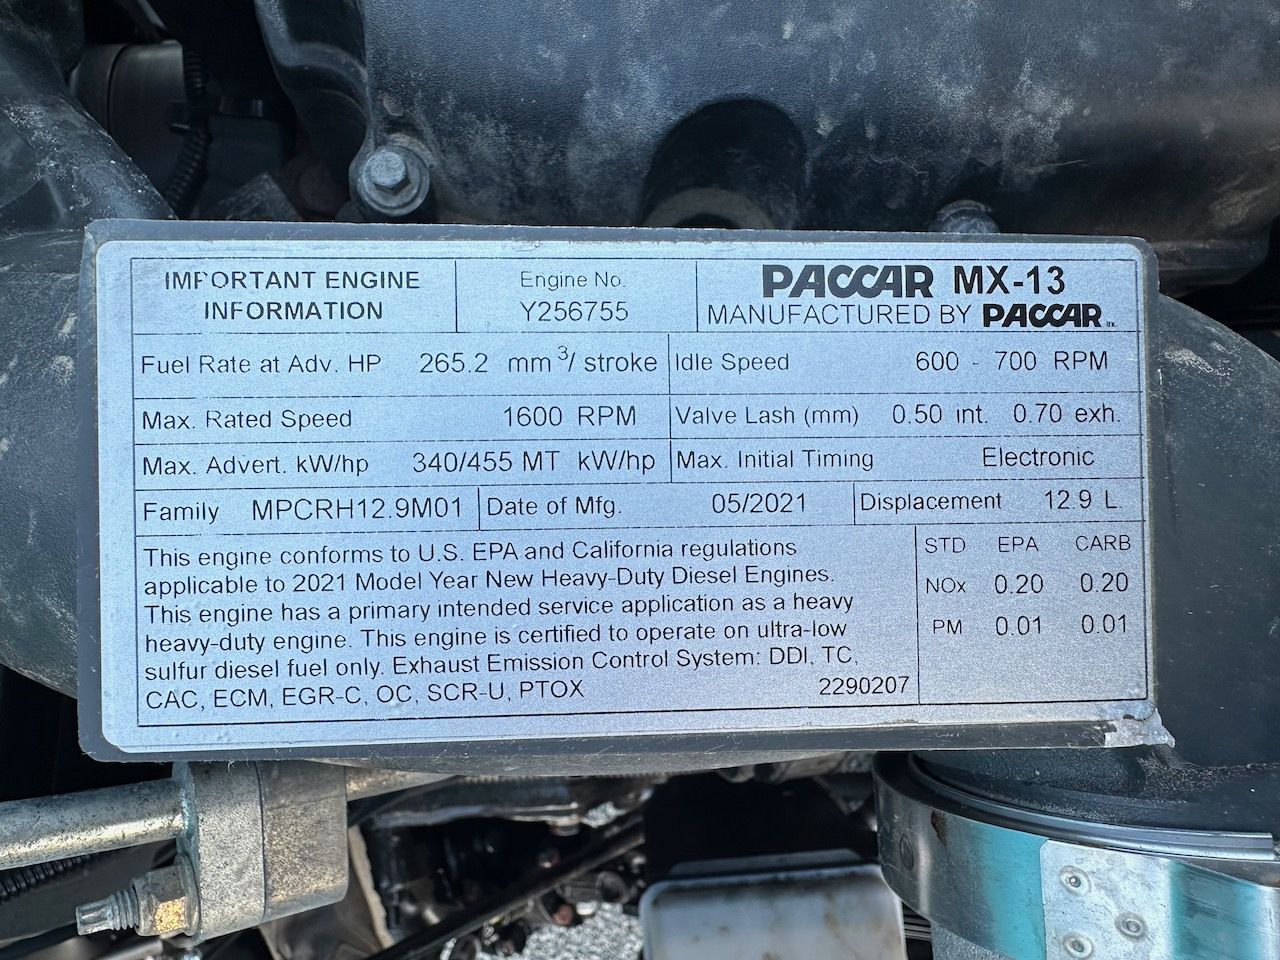 IMPORTANT ENGINE INFORMATION
Engine No.
Y256755
PACCAR MX-13
MANUFACTURED BY PACCAR Inc.
Fuel Rate at Adv. HP 265.2 mm³/ stroke
Idle Speed 600 - 700 RPM
Max. Rated Speed 1600 RPM
Valve Lash (mm) 0.50 int. 0.70 exh.
Max. Advert. kW/hp 340/455 MT kW/hp
Max. Initial Timing Electronic
Family MPCRH12.9M01
Date of Mfg. 05/2021
Displacement 12.9 L
This engine conforms to U.S. EPA and California regulations
applicable to 2021 Model Year New Heavy-Duty Diesel Engines.
This engine has a primary intended service application as a heavy
heavy-duty engine. This engine is certified to operate on ultra-low
sulfur diesel fuel only. Exhaust Emission Control System: DDI, TC,
CAC, ECM, EGR-C, OC, SCR-U, PTOX 2290207
STD EPA CARB
NOx 0.20 0.20
PM 0.01 0.01